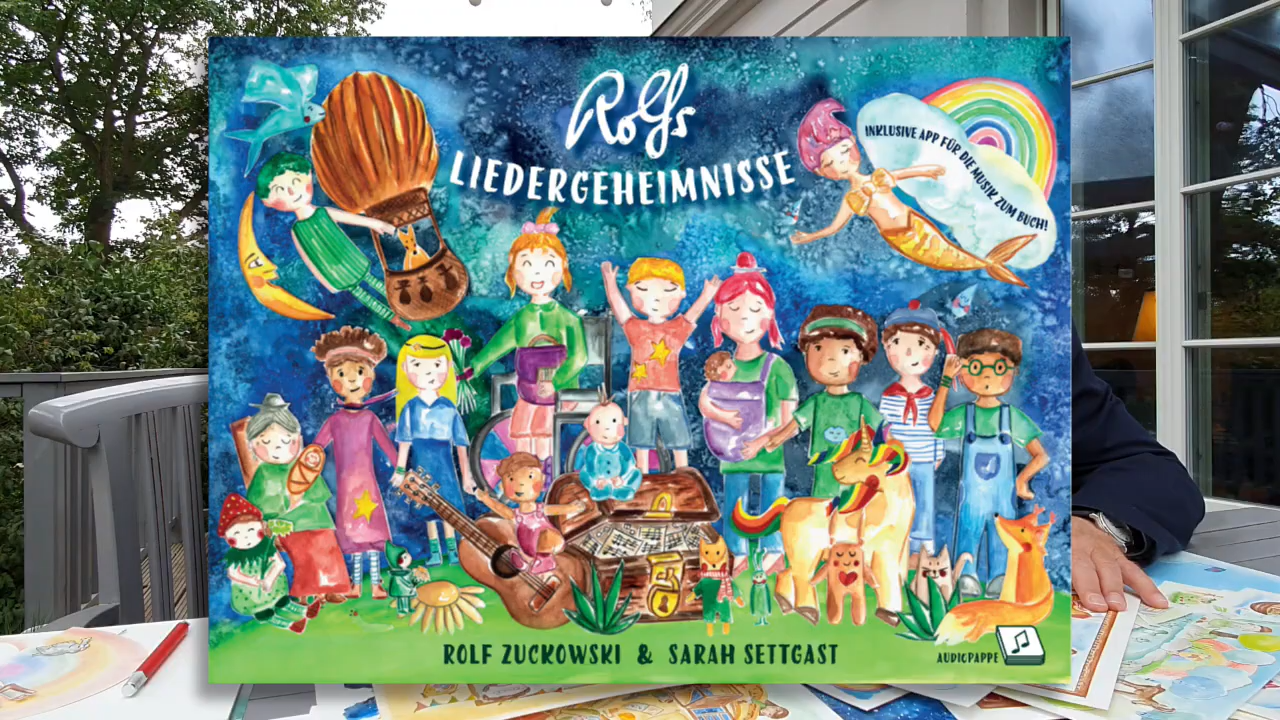 Rolfs
LIEDERGEHEIMNISSE
INKLUSIVE APP FÜR DIE MUSIK ZUM BUCH!
ROLF ZUCKOWSKI & SARAH SETTGAST
AUDIOPAPPE